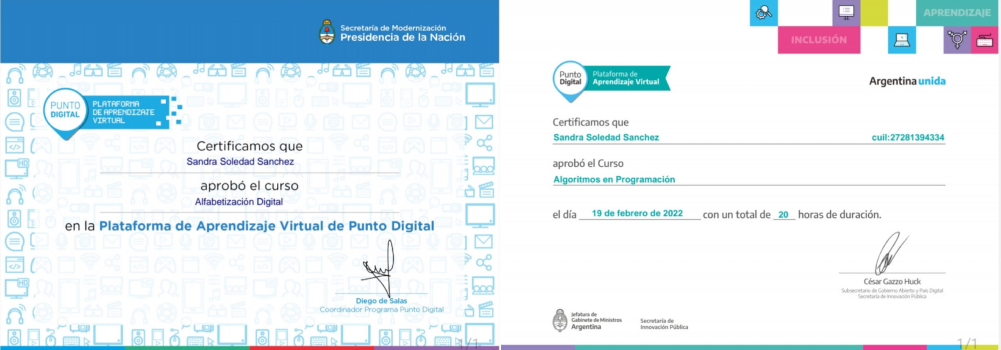 Secretaría de Modernización
Presidencia de la Nación
PUNTO
DIGITAL
PLATAFORMA
DE APRENDIZAJE
VIRTUAL
Certificamos que
Sandra Soledad Sanchez
aprobó el curso
Alfabetización Digital
en la Plataforma de Aprendizaje Virtual de Punto Digital
Diego de Salas
Coordinador Programa Punto Digital
1/1
APRENDIZAJE
INCLUSIÓN
Punto
Digital
Plataforma de
Aprendizaje Virtual
Argentina unida
Certificamos que
Sandra Soledad Sanchez cuil:27281394334
aprobó el Curso
Algoritmos en Programación
el día 19 de febrero de 2022 con un total de 20 horas de duración.
César Gazzo Huck
Subsecretario de Gobierno Abierto y País Digital
Secretaría de Innovación Pública
Jefatura de
Gabinete de Ministros
Argentina
Secretaría de
Innovación Pública
1/1